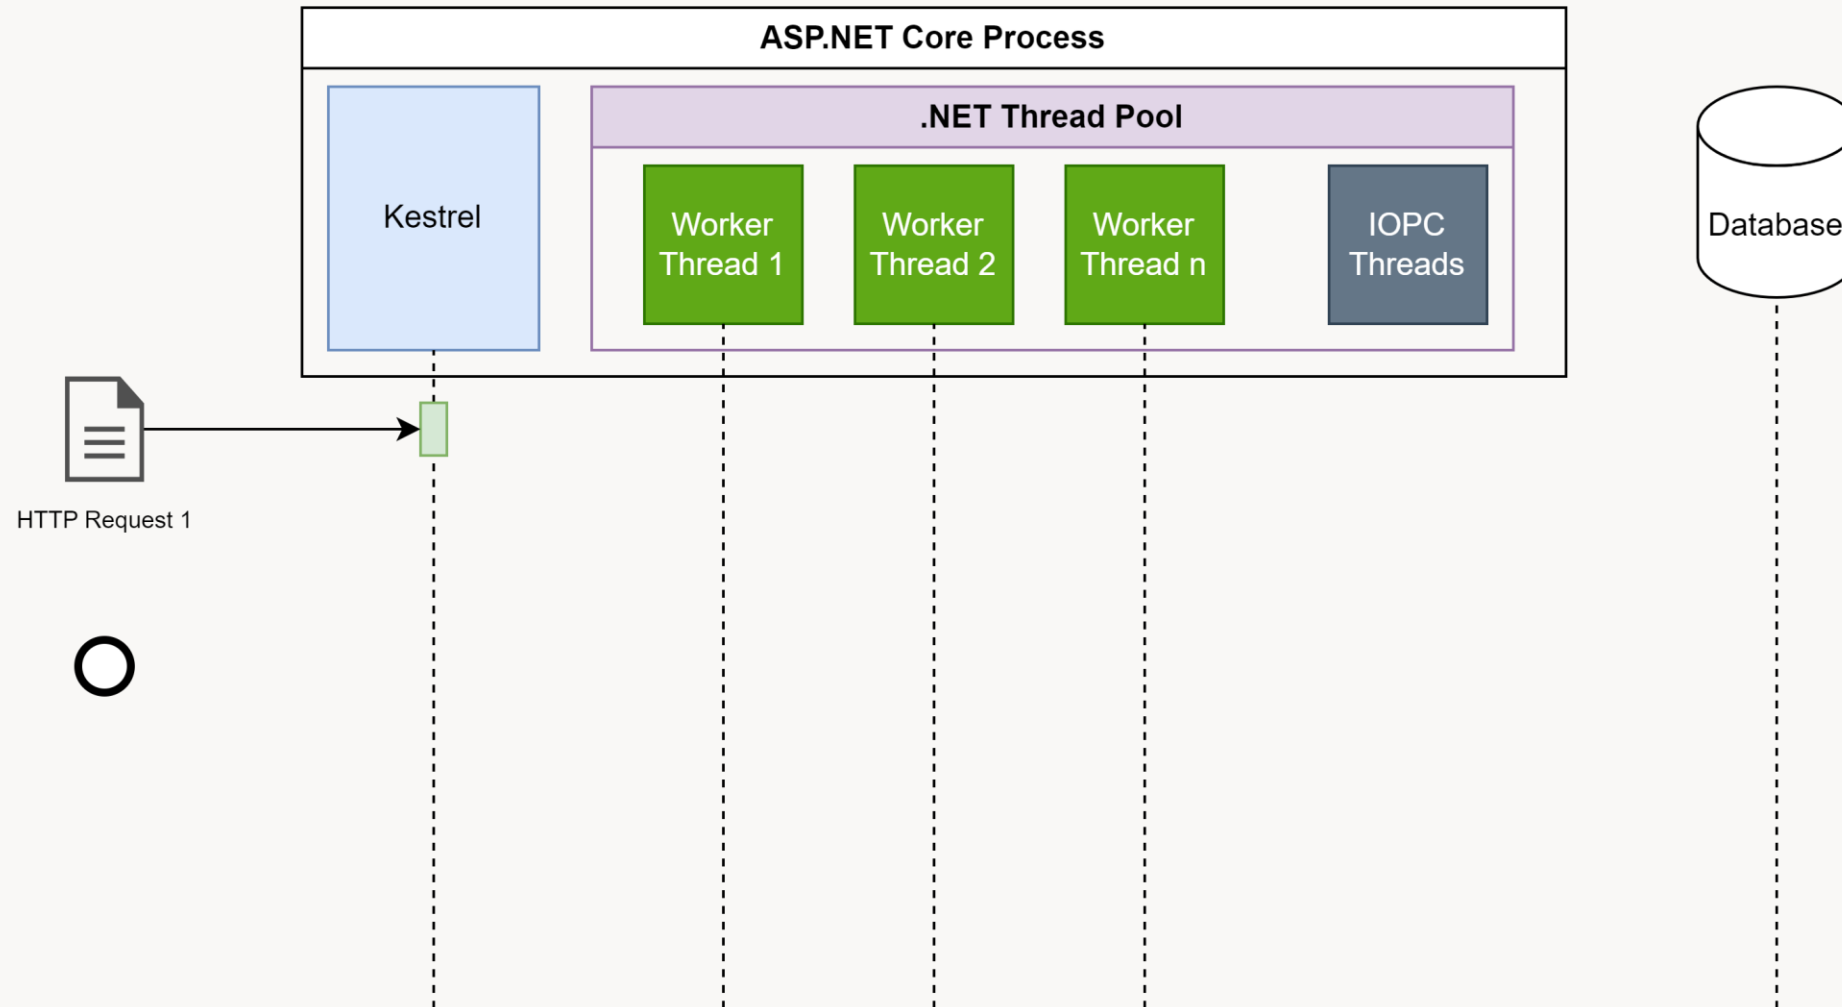 ASP.NET Core Process
.NET Thread Pool
Kestrel
Worker
Thread 1
Worker
Thread 2
Worker
Thread n
IOPC
Threads
Database
HTTP Request 1